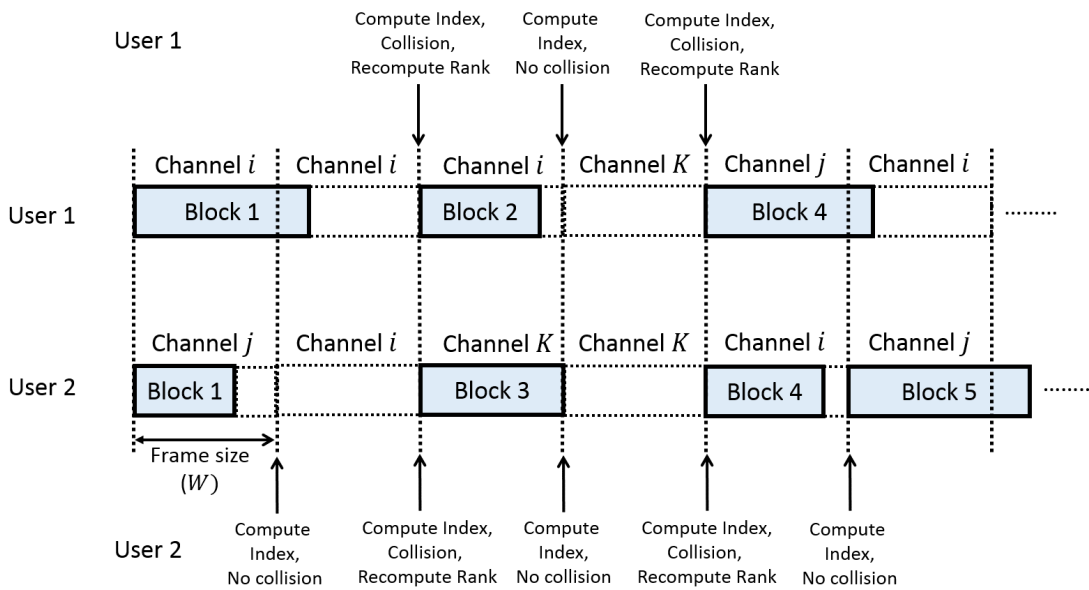 User 1
Compute Index,
Collision,
Recompute Rank
Compute
Index,
No collision
Compute Index,
Collision,
Recompute Rank
Channel i
Channel i
Channel i
Channel K
Channel j
Channel i
User 1
Block 1
Block 2
Block 4
Channel j
Channel i
Channel K
Channel K
Channel i
Channel j
User 2
Block 1
Block 3
Block 4
Block 5
Frame size
(W)
User 2
Compute
Index,
No collision
Compute Index,
Collision,
Recompute Rank
Compute
Index,
No collision
Compute Index,
Collision,
Recompute Rank
Compute
Index,
No collision